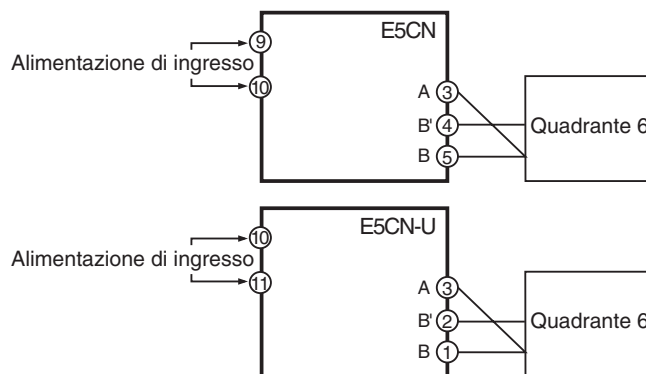 E5CN
9
Alimentazione di ingresso
10
A 3
B' 4 Quadrante 6
B 5
E5CN-U
10
Alimentazione di ingresso
11
A 3
B' 2 Quadrante 6
B 1